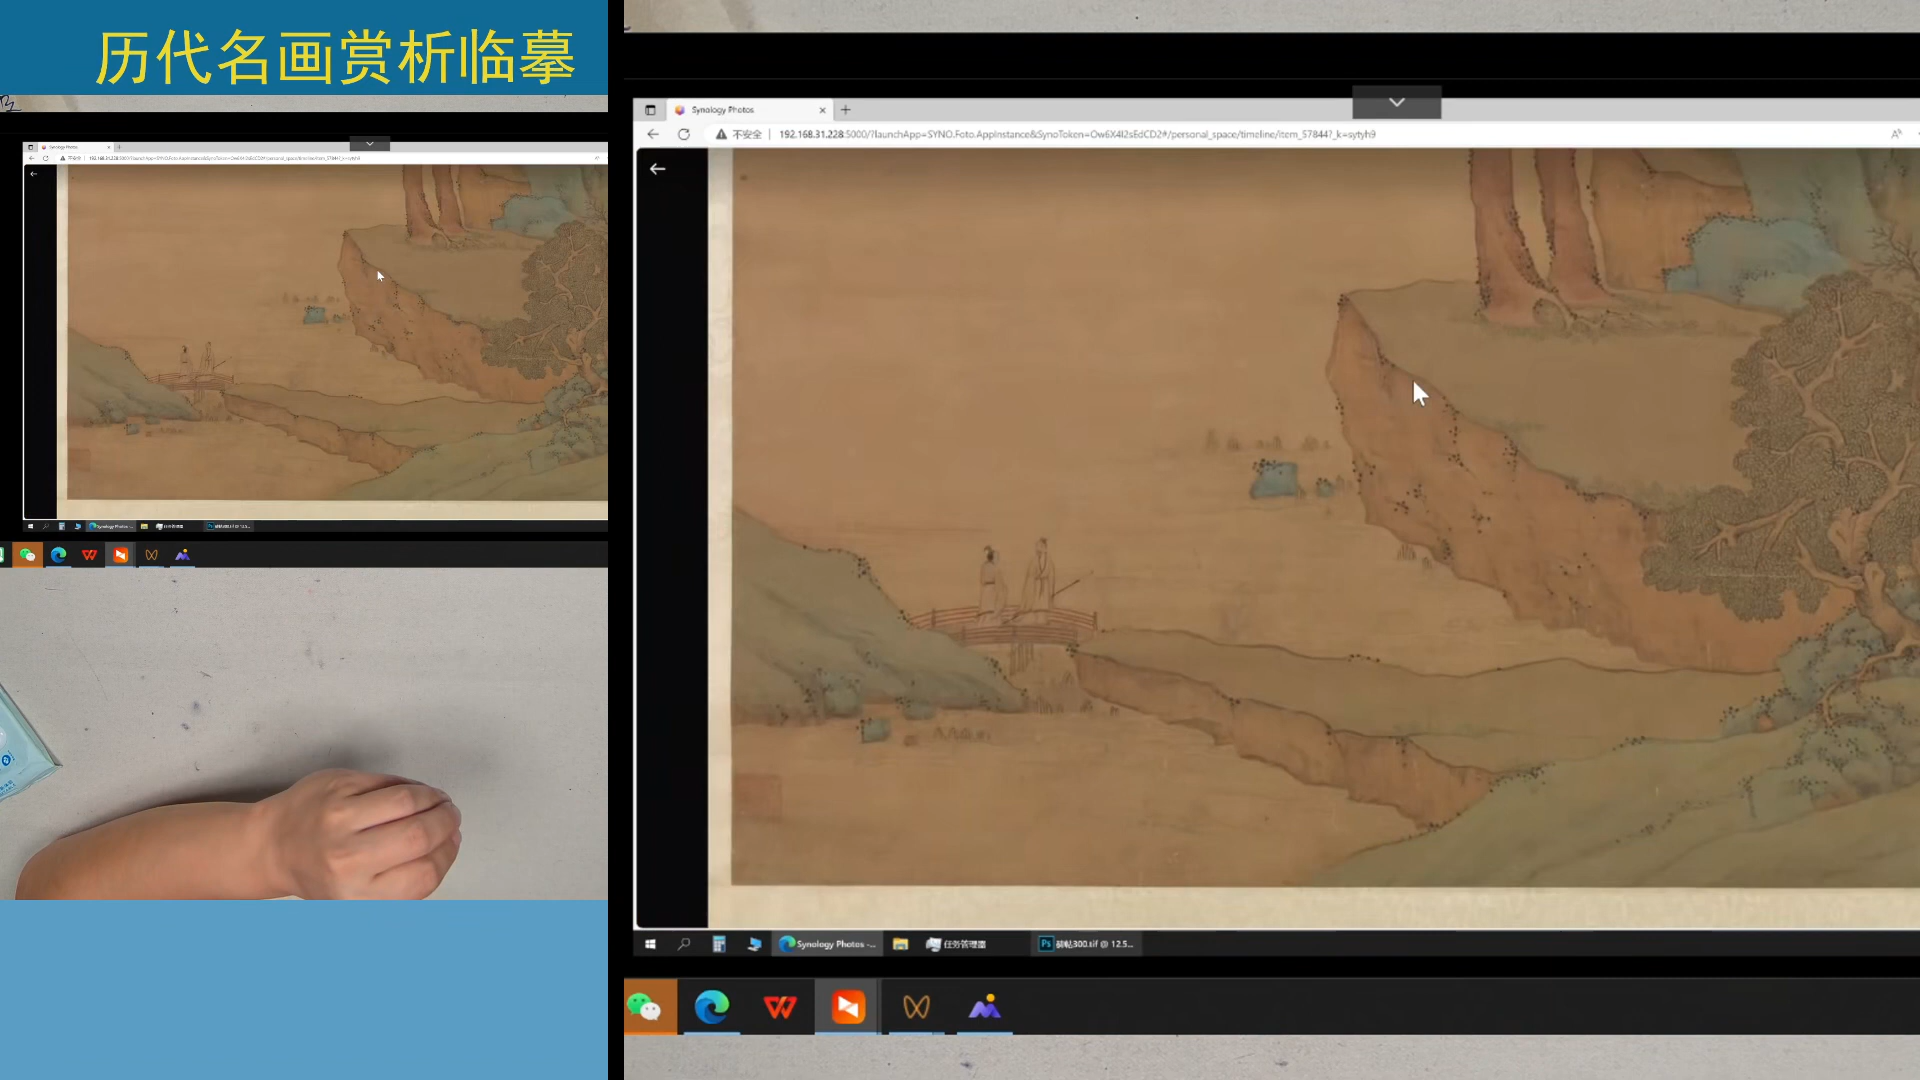 历代名画赏析临摹
Synology Photos
不安全 192.168.31.228:5000/?launchApp=SYNO.Foto.AppInstance&SynoToken=Ow6X4I2sEdCD2#/personal_space/timeline/item_57844?_k=sytyh9
Synology Photos -...
任务管理器